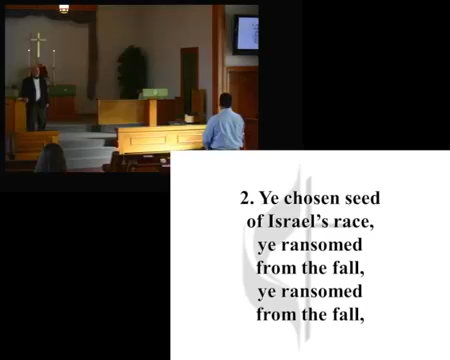 2. Ye chosen seed
of Israel's race,
ye ransomed
from the fall,
ye ransomed
from the fall,